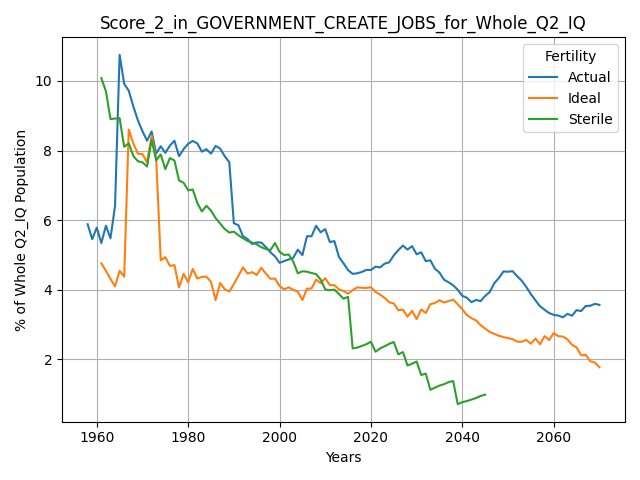 Score_2_in_GOVERNMENT_CREATE_JOBS_for_Whole_Q2_IQ
Fertility
Actual
Ideal
Sterile
% of Whole Q2_IQ Population
10
8
6
4
2
1960
1980
2000
2020
2040
2060
Years